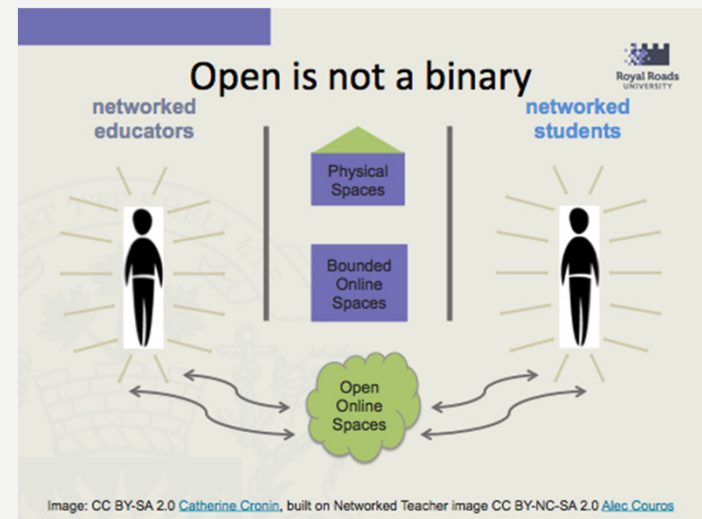 Open is not a binary
Royal Roads
UNIVERSITY
networked
educators
networked
students
Physical
Spaces
Bounded
Online
Spaces
Open
Online
Spaces
Image: CC BY-SA 2.0 Catherine Cronin, built on Networked Teacher image CC BY-NC-SA 2.0 Alec Couros